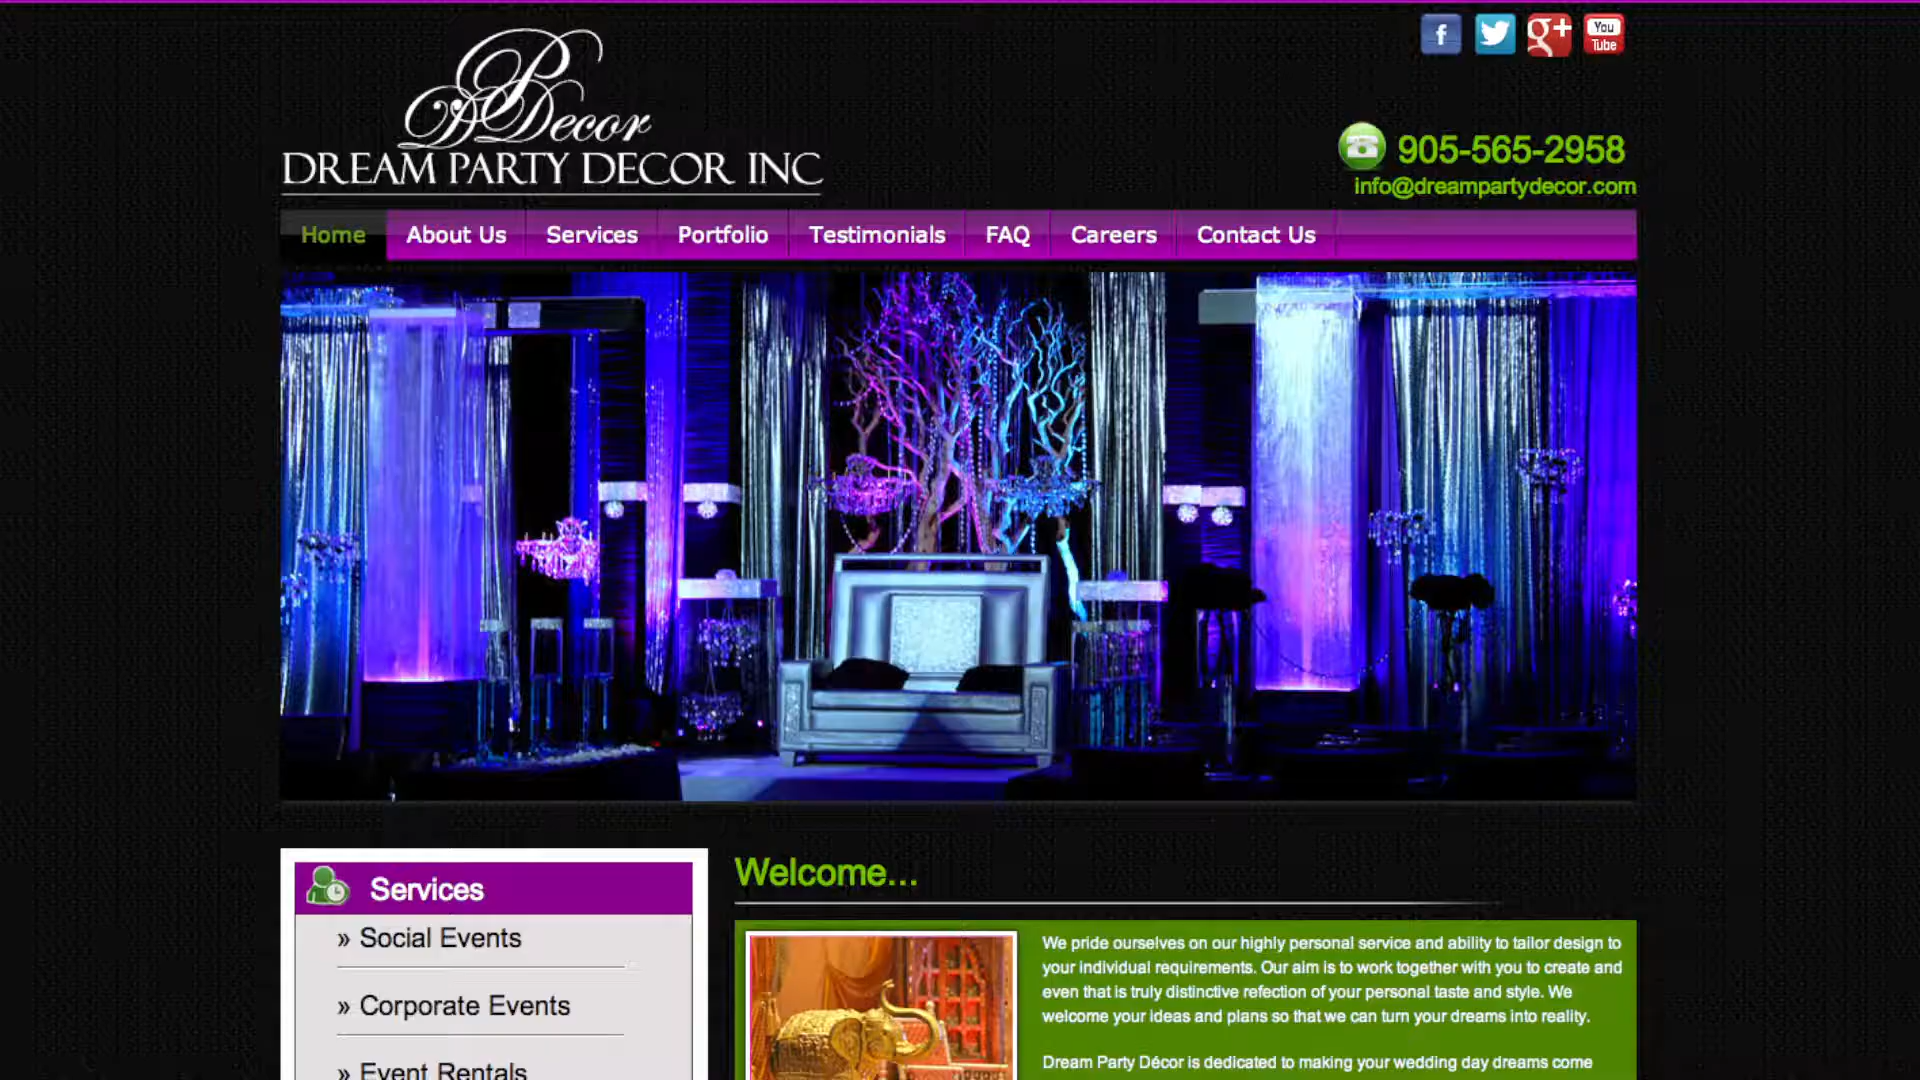 f
g+
You
Tube
DPDecor
DREAM PARTY DECOR INC
905-565-2958
info@dreampartydecor.com
Home About Us Services Portfolio Testimonials FAQ Careers Contact Us
Services
» Social Events
» Corporate Events
» Event Rentals
Welcome...
We pride ourselves on our highly personal service and ability to tailor design to
your individual requirements. Our aim is to work together with you to create and
even that is truly distinctive refection of your personal taste and style. We
welcome your ideas and plans so that we can turn your dreams into reality.
Dream Party Décor is dedicated to making your wedding day dreams come